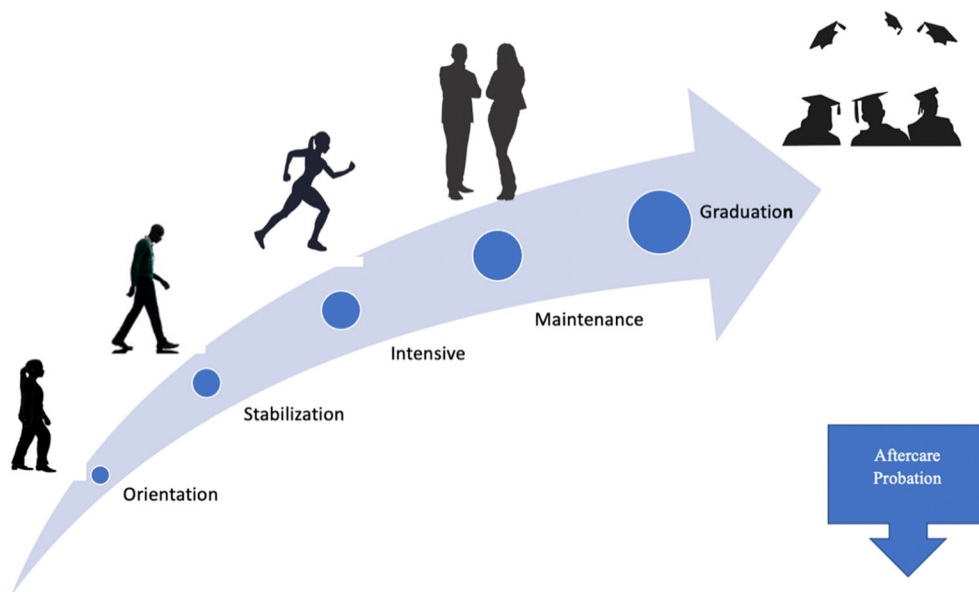 Graduation
Maintenance
Intensive
Stabilization
Orientation
Aftercare
Probation